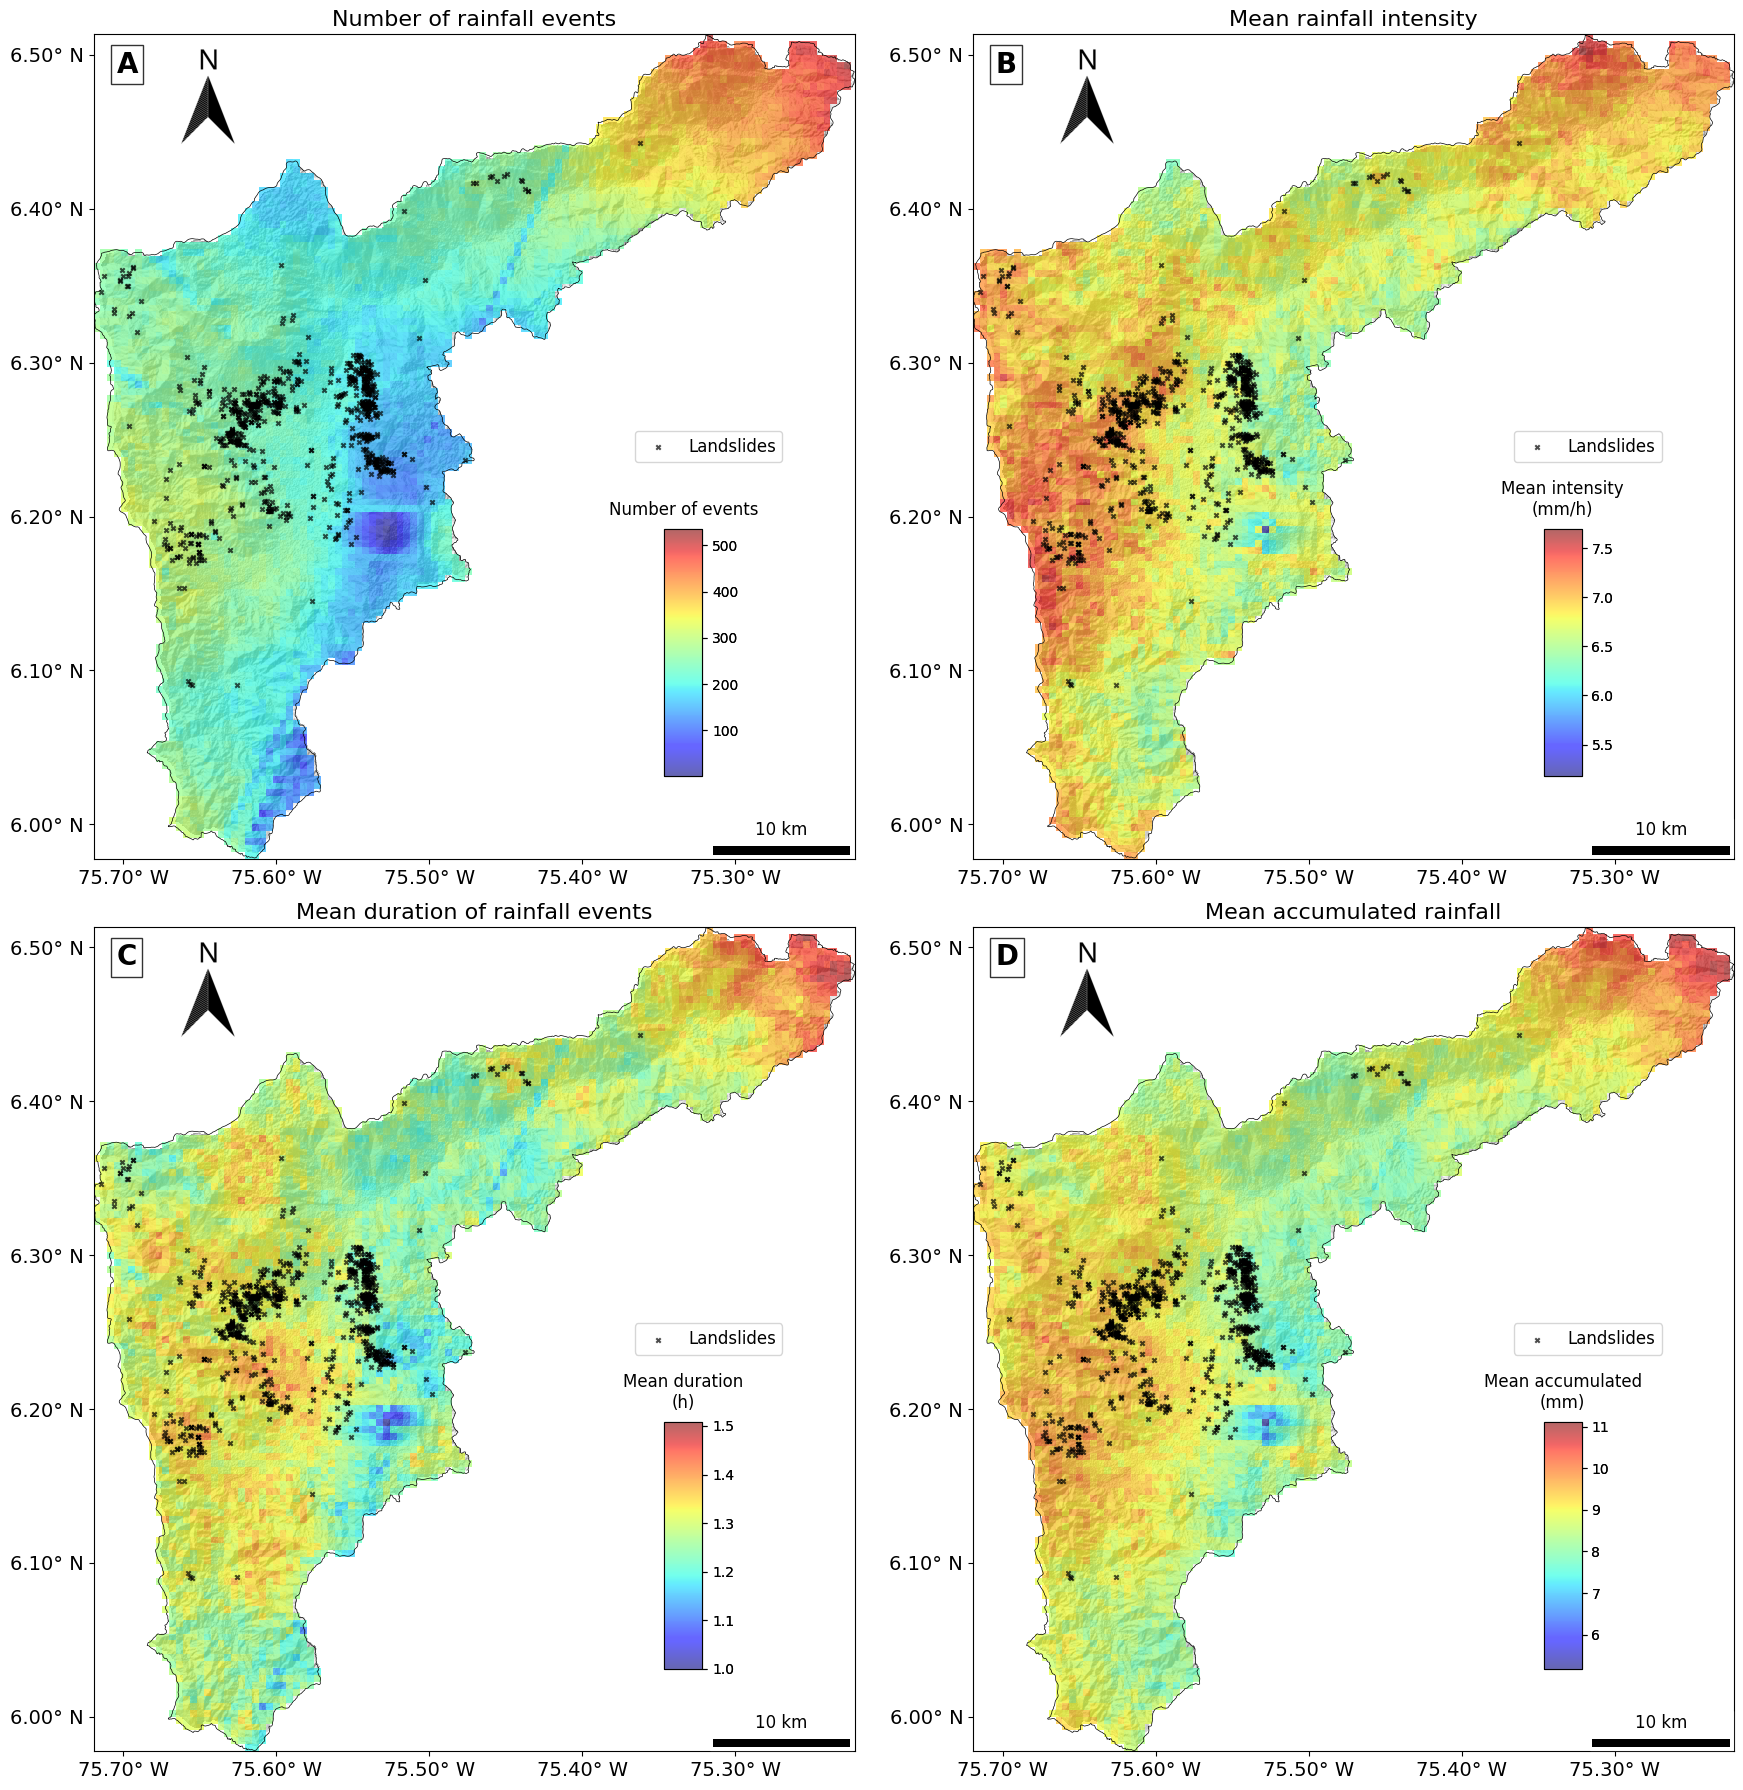 Number of rainfall events
A
N
6.50° N
6.40° N
6.30° N
6.20° N
6.10° N
6.00° N
Landslides
Number of events
500
400
300
200
100
10 km
75.70° W 75.60° W 75.50° W 75.40° W 75.30° W
Mean rainfall intensity
B
N
6.50° N
6.40° N
6.30° N
6.20° N
6.10° N
6.00° N
Landslides
Mean intensity
(mm/h)
7.5
7.0
6.5
6.0
5.5
10 km
75.70° W 75.60° W 75.50° W 75.40° W 75.30° W
Mean duration of rainfall events
C
N
6.50° N
6.40° N
6.30° N
6.20° N
6.10° N
6.00° N
Landslides
Mean duration
(h)
1.5
1.4
1.3
1.2
1.1
1.0
10 km
75.70° W 75.60° W 75.50° W 75.40° W 75.30° W
Mean accumulated rainfall
D
N
6.50° N
6.40° N
6.30° N
6.20° N
6.10° N
6.00° N
Landslides
Mean accumulated
(mm)
11
10
9
8
7
6
10 km
75.70° W 75.60° W 75.50° W 75.40° W 75.30° W